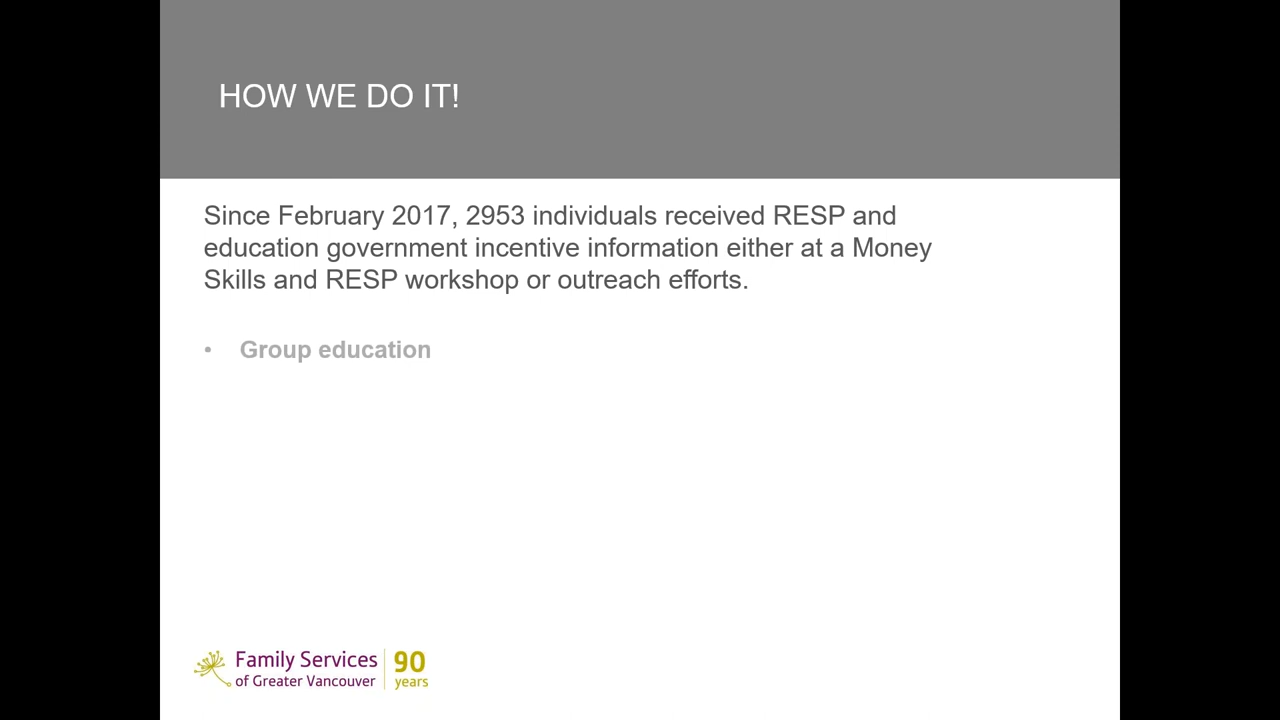 HOW WE DO IT!
Since February 2017, 2953 individuals received RESP and
education government incentive information either at a Money
Skills and RESP workshop or outreach efforts.
• Group education
Family Services
of Greater Vancouver
90
years